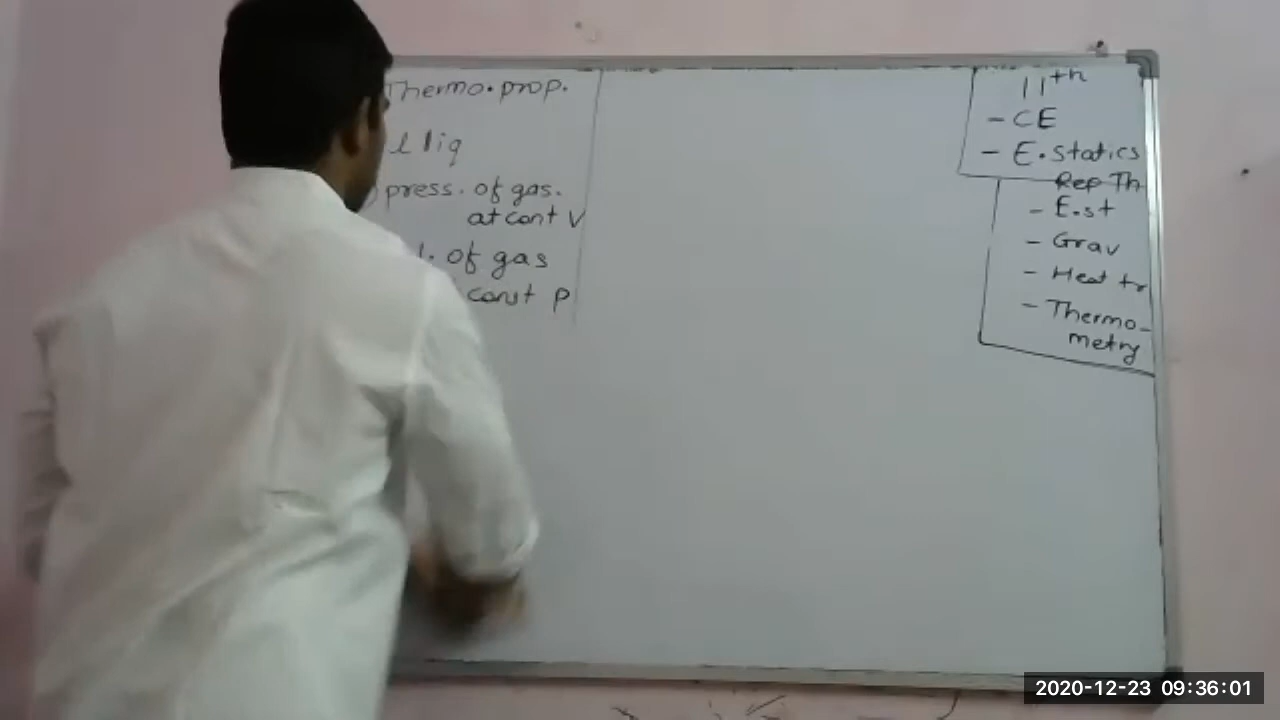 Thermo. prop.
l liq
press. of gas.
at cont V
l. of gas
const P
11th
- CE
- E. Statics
Rep Th
- E.st
- Grav
- Heat tr
- Thermo-
metry
2020-12-23 09:36:01